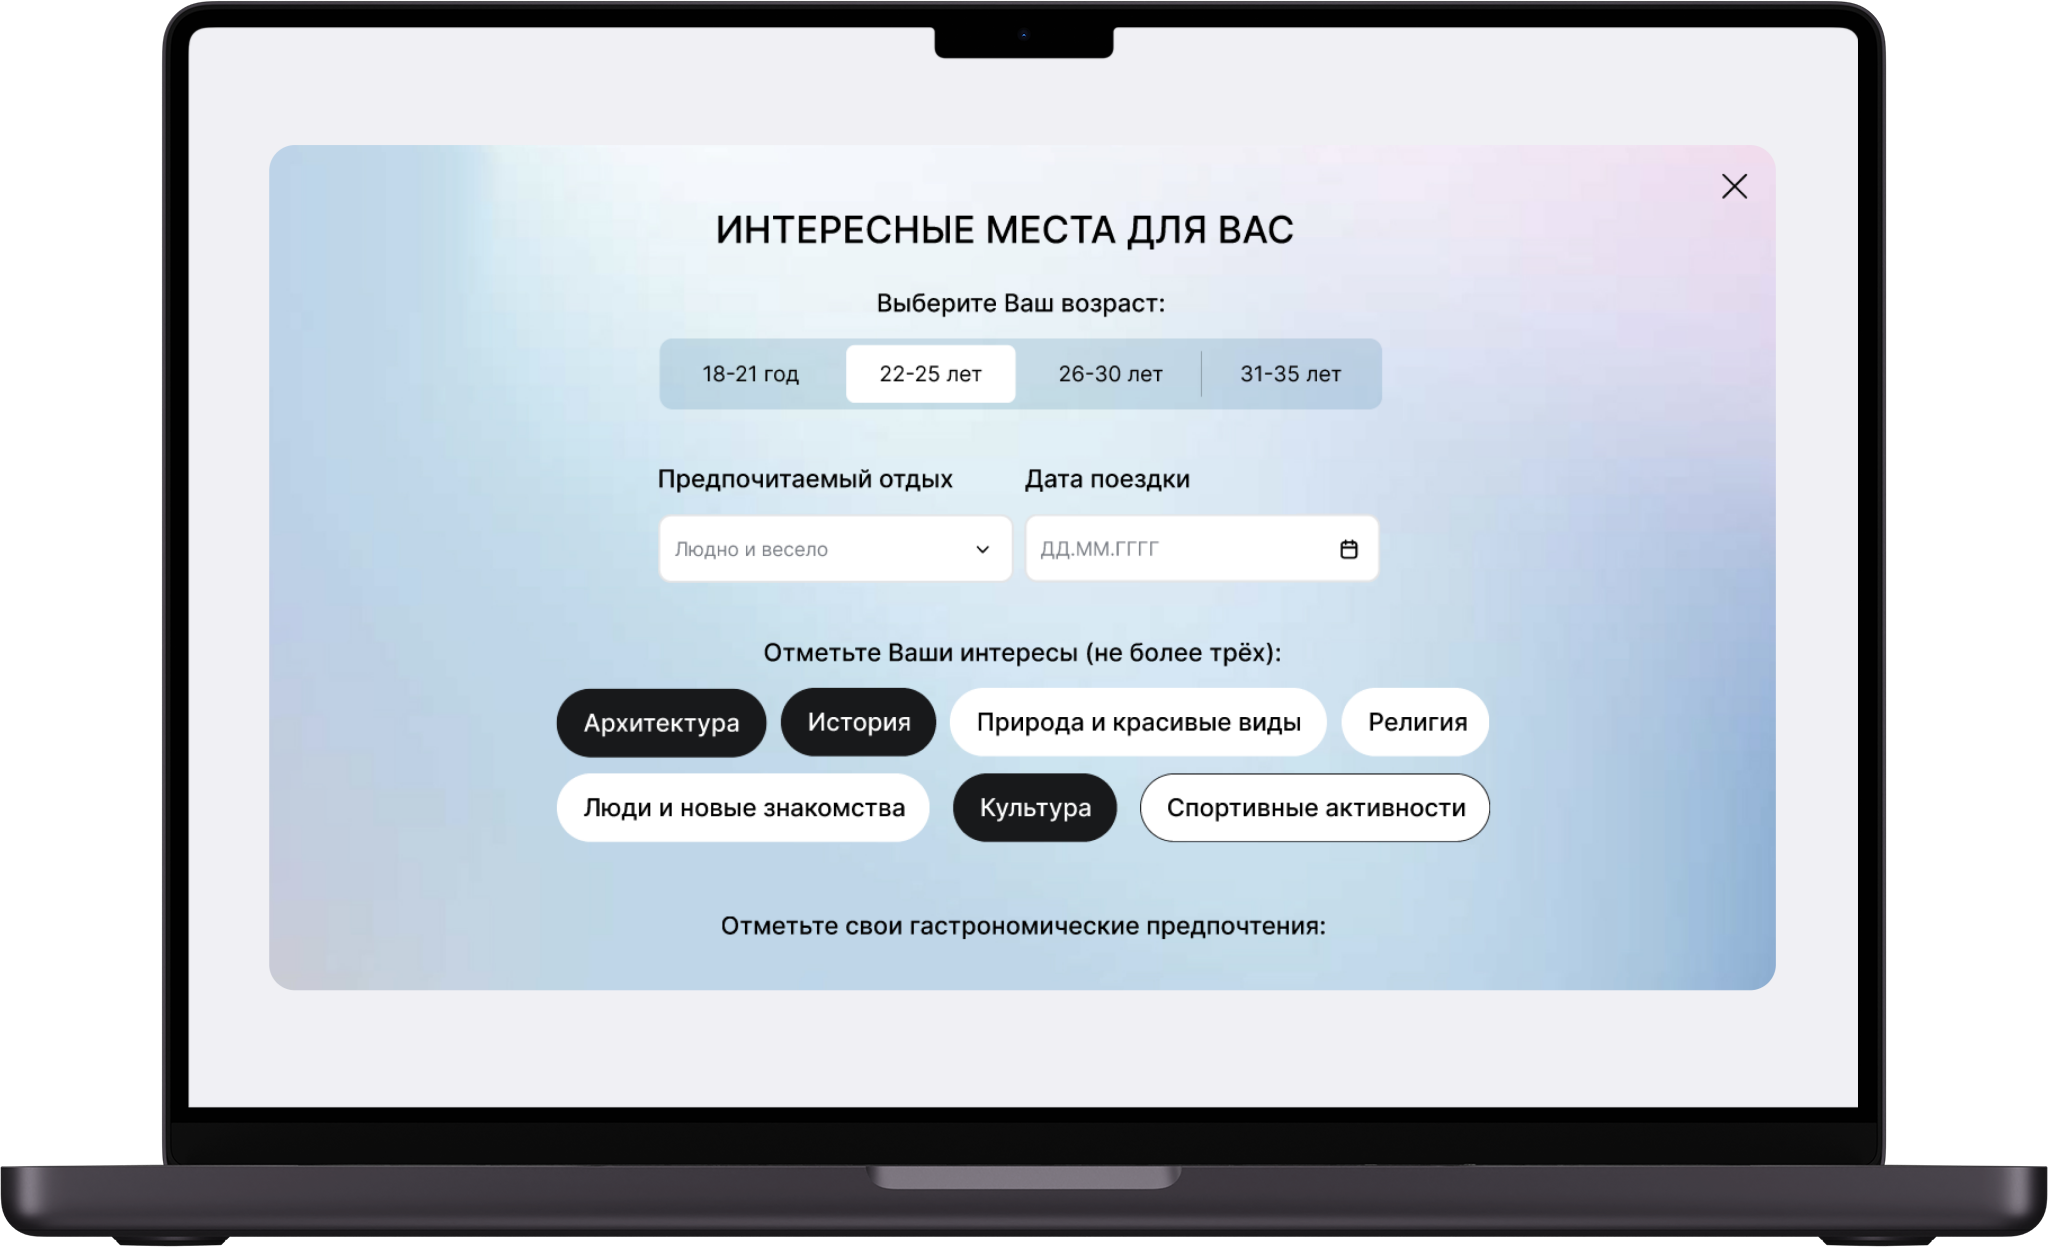 ИНТЕРЕСНЫЕ МЕСТА ДЛЯ ВАС
Выберите Ваш возраст:
18-21 год 22-25 лет 26-30 лет 31-35 лет
Предпочитаемый отдых Дата поездки
Людно и весело ДД.ММ.ГГГГ
Отметьте Ваши интересы (не более трёх):
Архитектура История Природа и красивые виды Религия
Люди и новые знакомства Культура Спортивные активности
Отметьте свои гастрономические предпочтения: